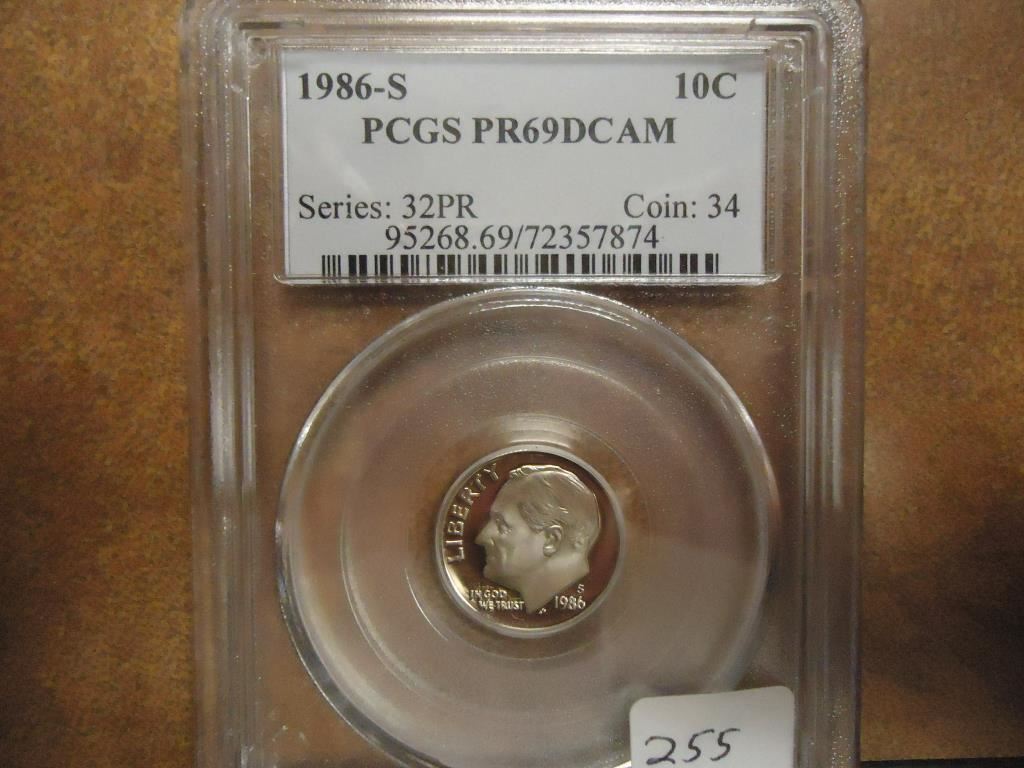 1986-S 10C
PCGS PR69DCAM
Series: 32PR Coin: 34
95268.69/72357874
LIBERTY
IN GOD
WE TRUST
S
1986
255